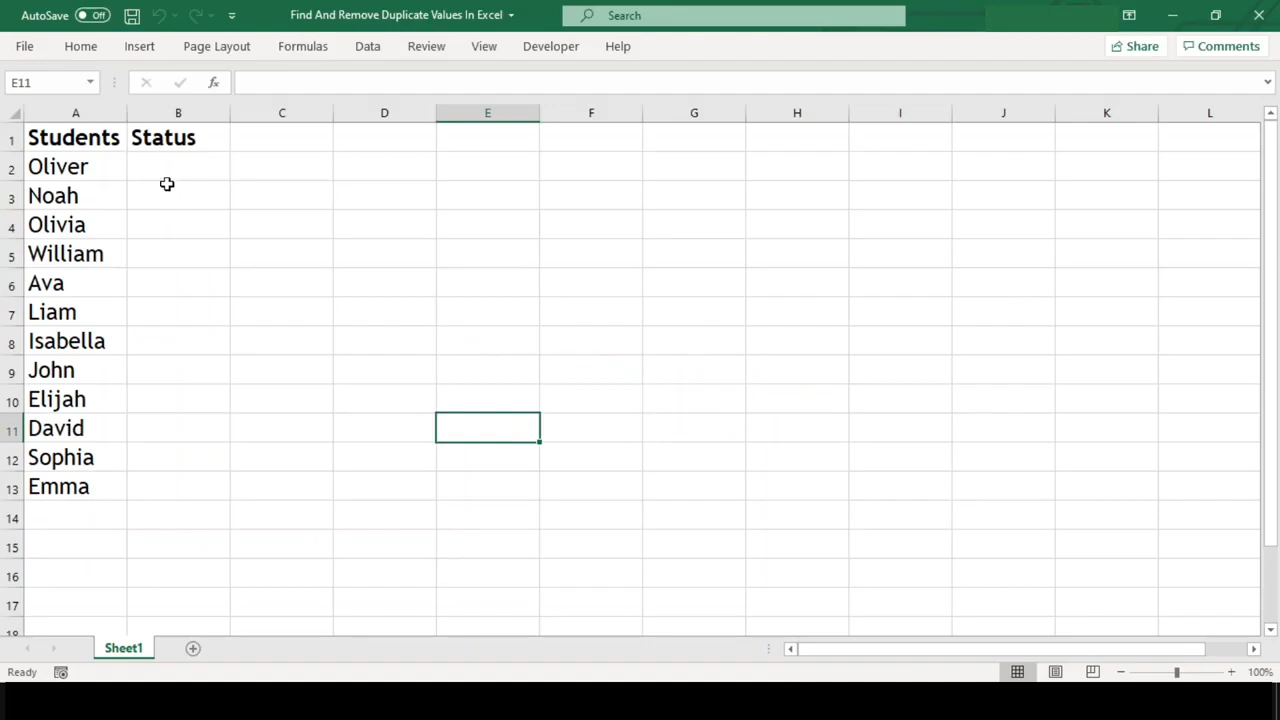 AutoSave Off Find And Remove Duplicate Values In Excel Search
File Home Insert Page Layout Formulas Data Review View Developer Help Share Comments
E11 fx
A B C D E F G H I J K L
1 Students Status
2 Oliver
3 Noah
4 Olivia
5 William
6 Ava
7 Liam
8 Isabella
9 John
10 Elijah
11 David
12 Sophia
13 Emma
14
15
16
17
18
Sheet1
Ready 100%